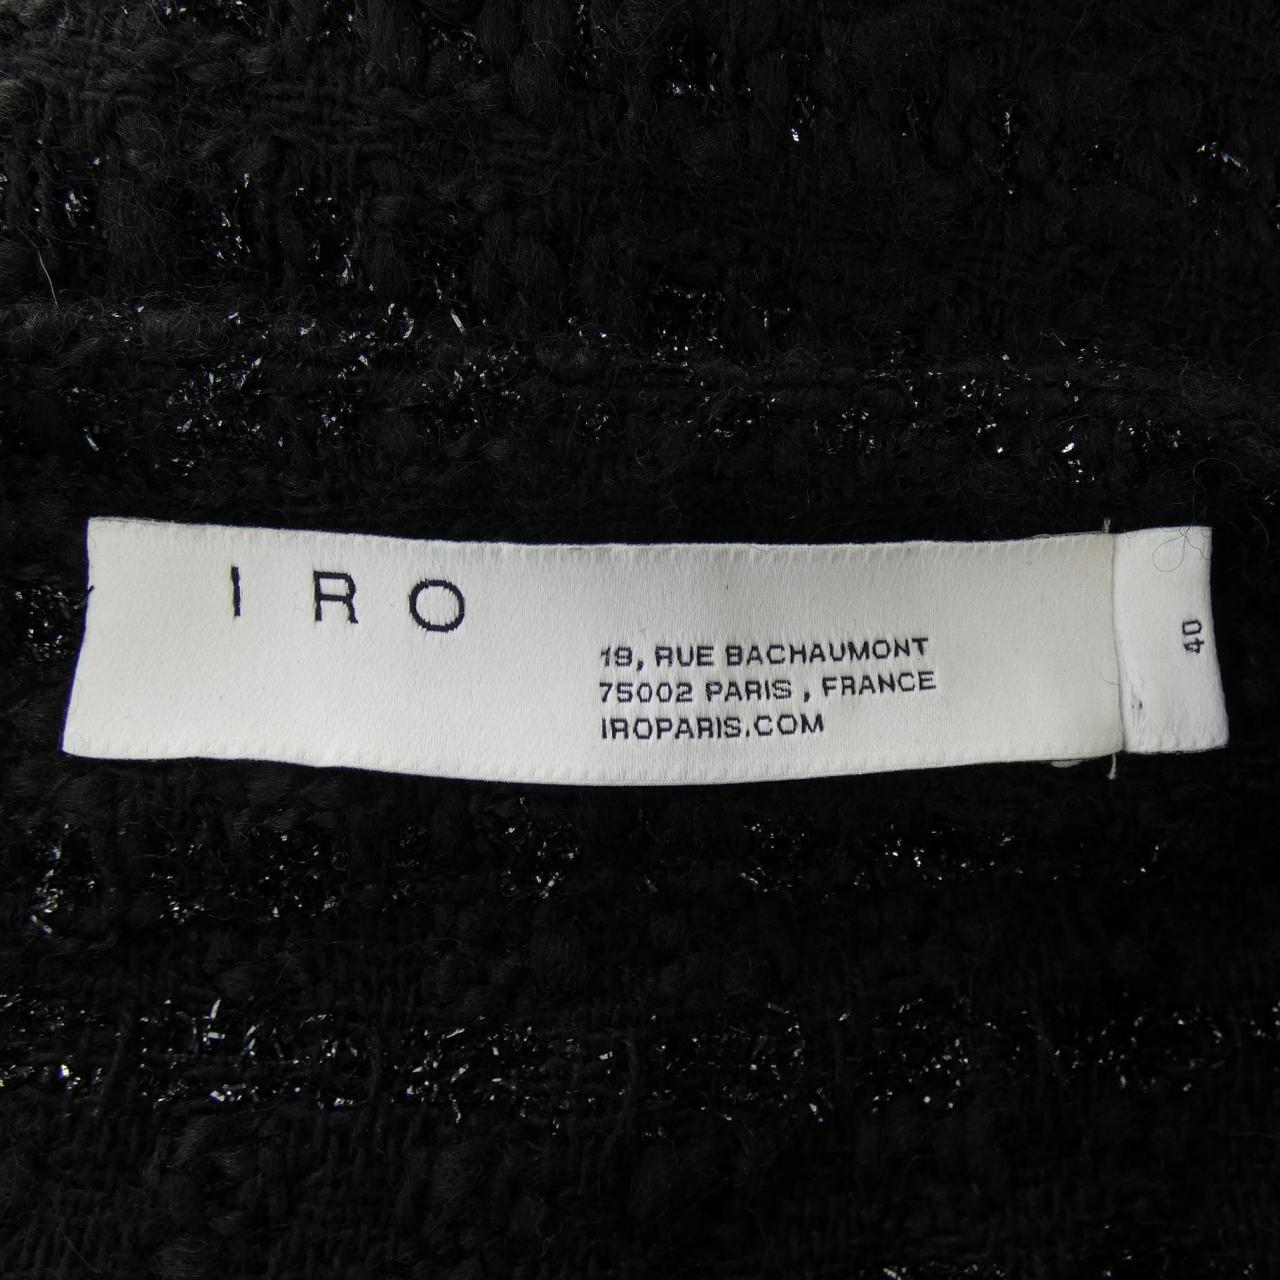 IRO
19, RUE BACHAUMONT
75002 PARIS , FRANCE
IROPARIS.COM
40